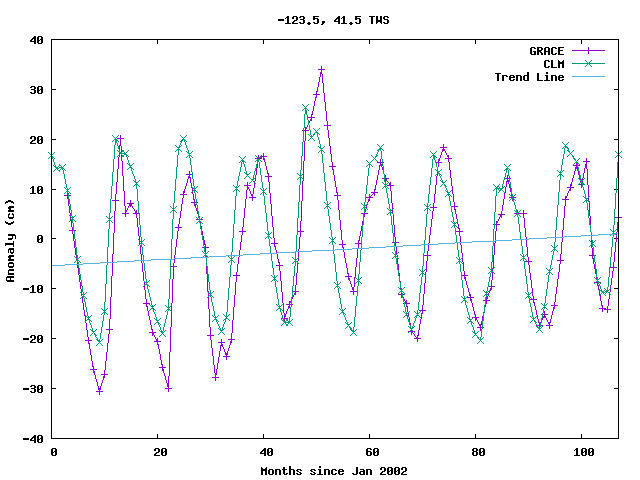 -123.5, 41.5 TWS
GRACE
CLM
Trend Line
40
30
20
10
0
-10
-20
-30
-40
Anomaly (cm)
0 20 40 60 80 100
Months since Jan 2002